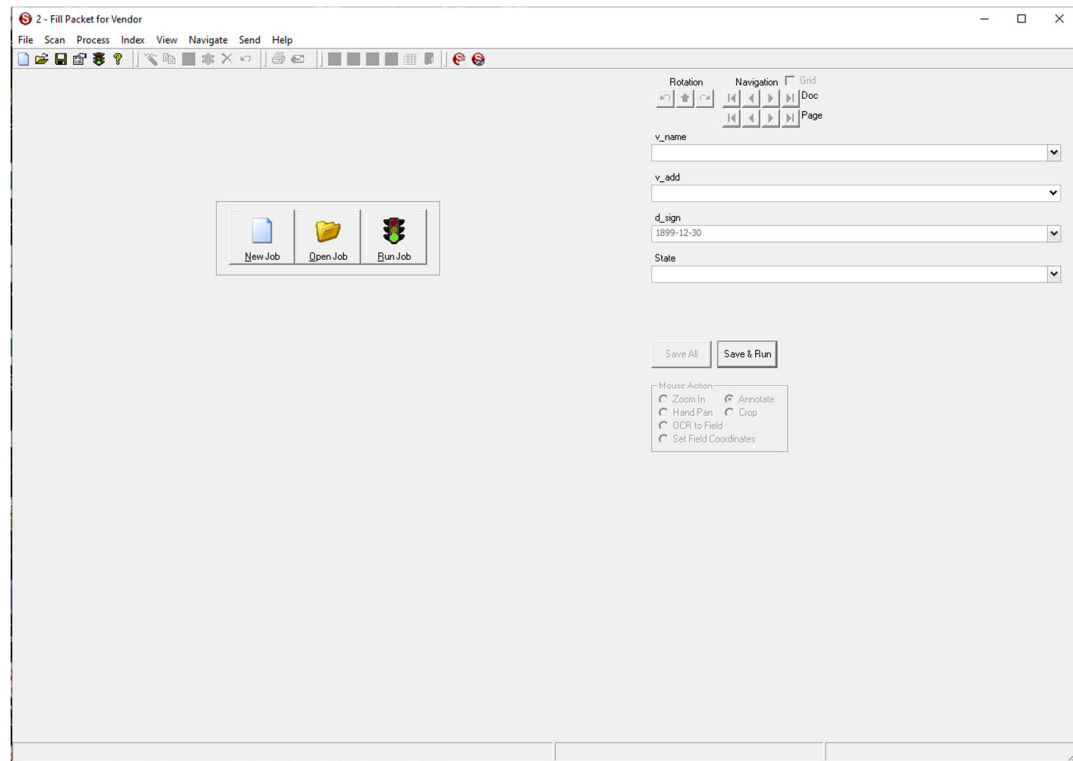 2 - Fill Packet for Vendor
File Scan Process Index View Navigate Send Help
Rotation Navigation Grid
Doc
Page
v_name
v_add
d_sign
1899-12-30
State
New Job Open Job Run Job
Save All Save & Run
Mouse Action
Zoom In Annotate
Hand Pan Crop
OCR to Field
Set Field Coordinates